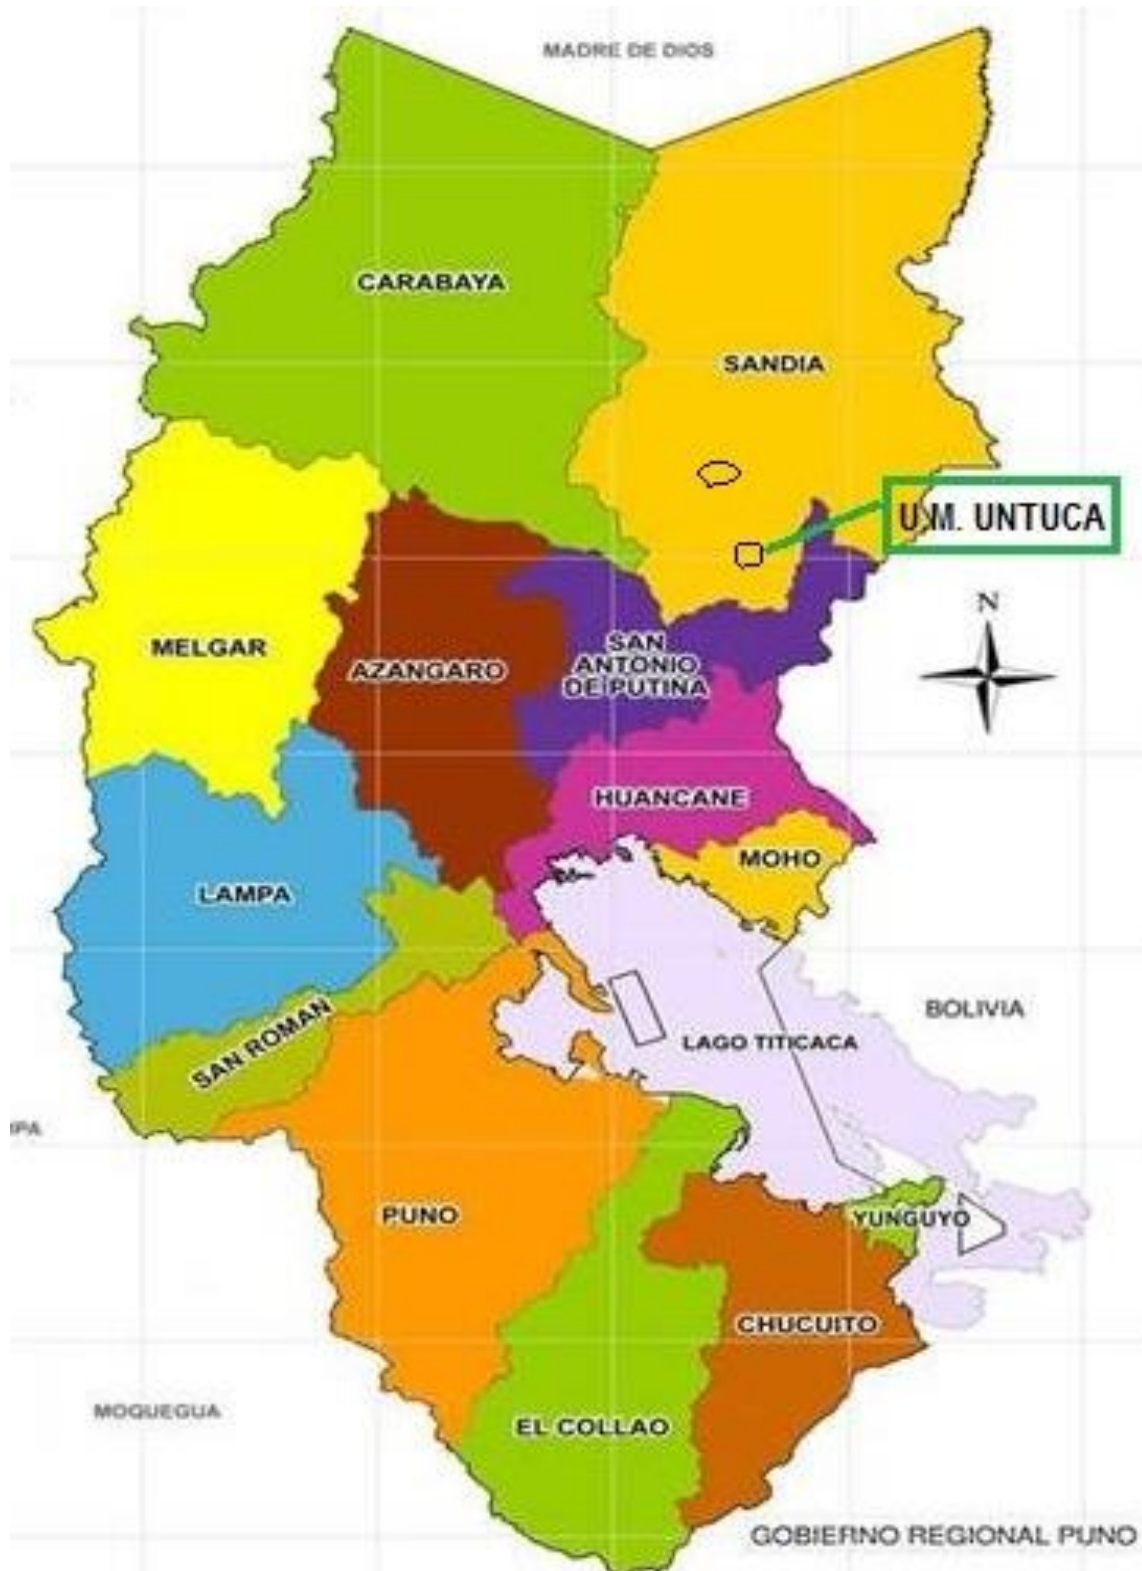 MADRE DE DIOS
CARABAYA
SANDIA
U.M. UNTUCA
N
MELGAR
AZANGARO
SAN
ANTONIO
DE PUTINA
HUANCANE
MOHO
LAMPA
BOLIVIA
SAN ROMAN
LAGO TITICACA
PA
PUNO
YUNGUYO
CHUCUITO
MOQUEGUA
EL COLLAO
GOBIERNO REGIONAL PUNO